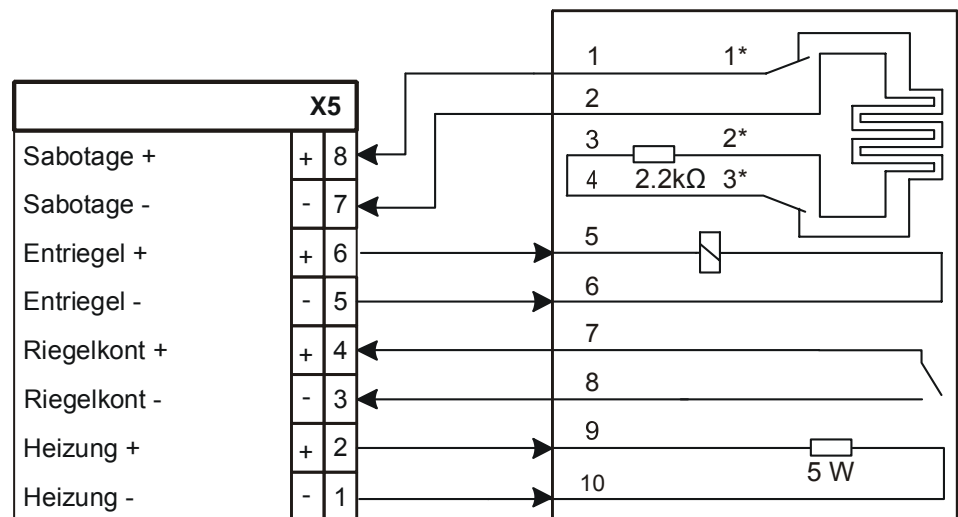 X5
Sabotage + + 8
Sabotage - - 7
Entriegel + + 6
Entriegel - - 5
Riegelkont + + 4
Riegelkont - - 3
Heizung + + 2
Heizung - - 1
1 1*
2
3 2*
4 2.2kΩ 3*
5
6
7
8
9
5 W
10